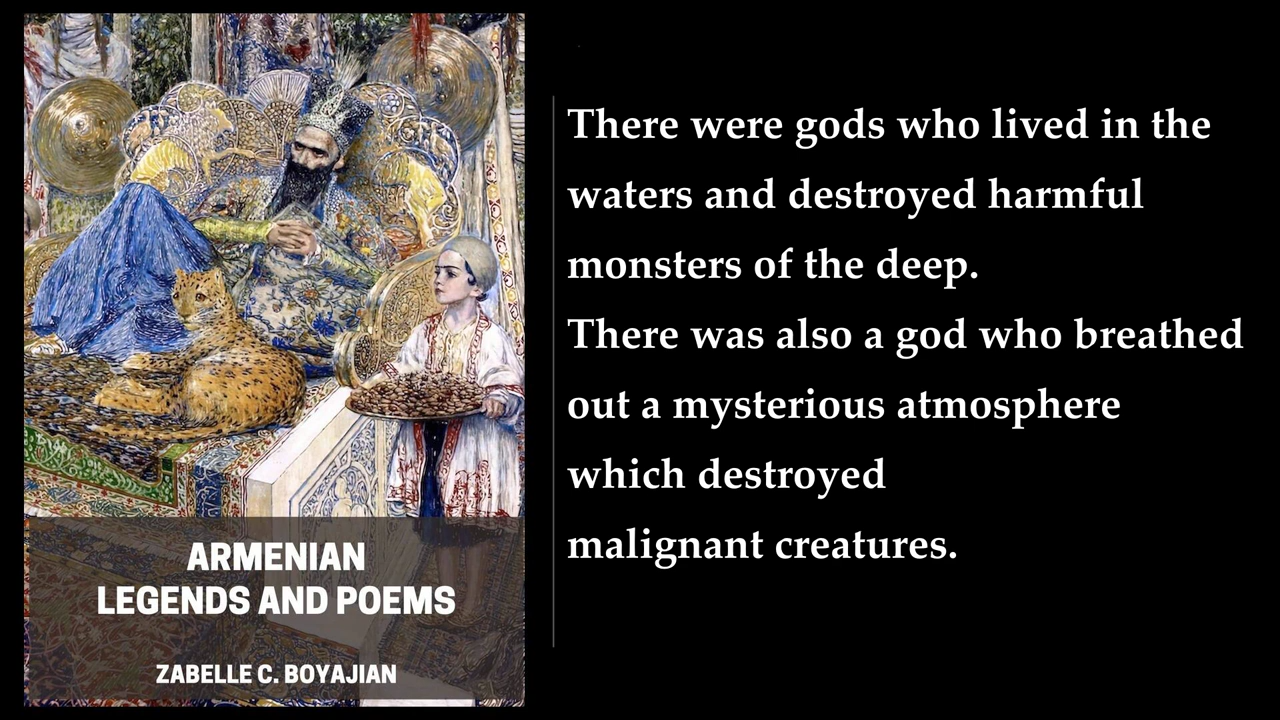 ARMENIAN
LEGENDS AND POEMS
ZABELLE C. BOYAJIAN
There were gods who lived in the
waters and destroyed harmful
monsters of the deep.
There was also a god who breathed
out a mysterious atmosphere
which destroyed
malignant creatures.